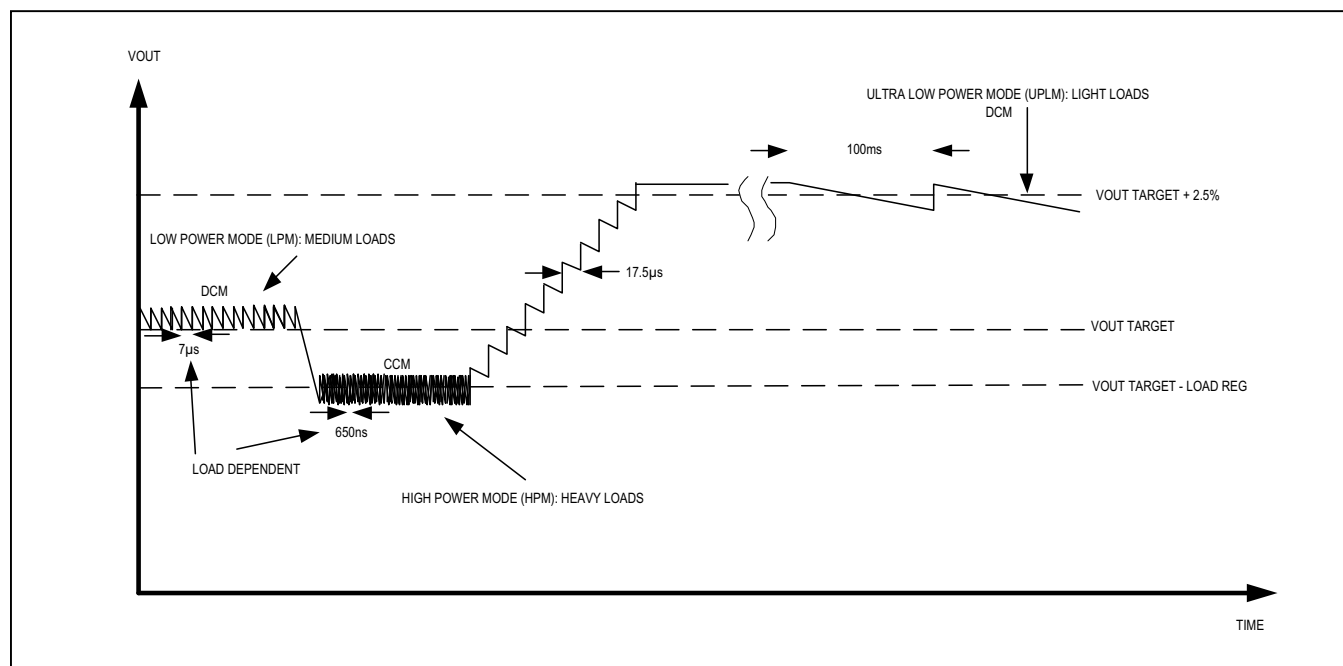 VOUT
ULTRA LOW POWER MODE (UPLM): LIGHT LOADS
DCM
100ms
VOUT TARGET + 2.5%
LOW POWER MODE (LPM): MEDIUM LOADS
17.5µs
DCM
VOUT TARGET
7µs
CCM
VOUT TARGET - LOAD REG
650ns
LOAD DEPENDENT
HIGH POWER MODE (HPM): HEAVY LOADS
TIME